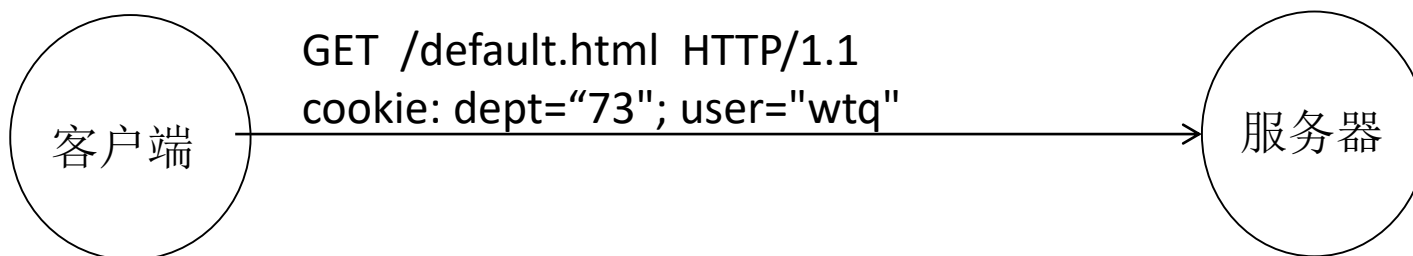 GET /default.html HTTP/1.1
cookie: dept=“73"; user="wtq"
客户端
服务器